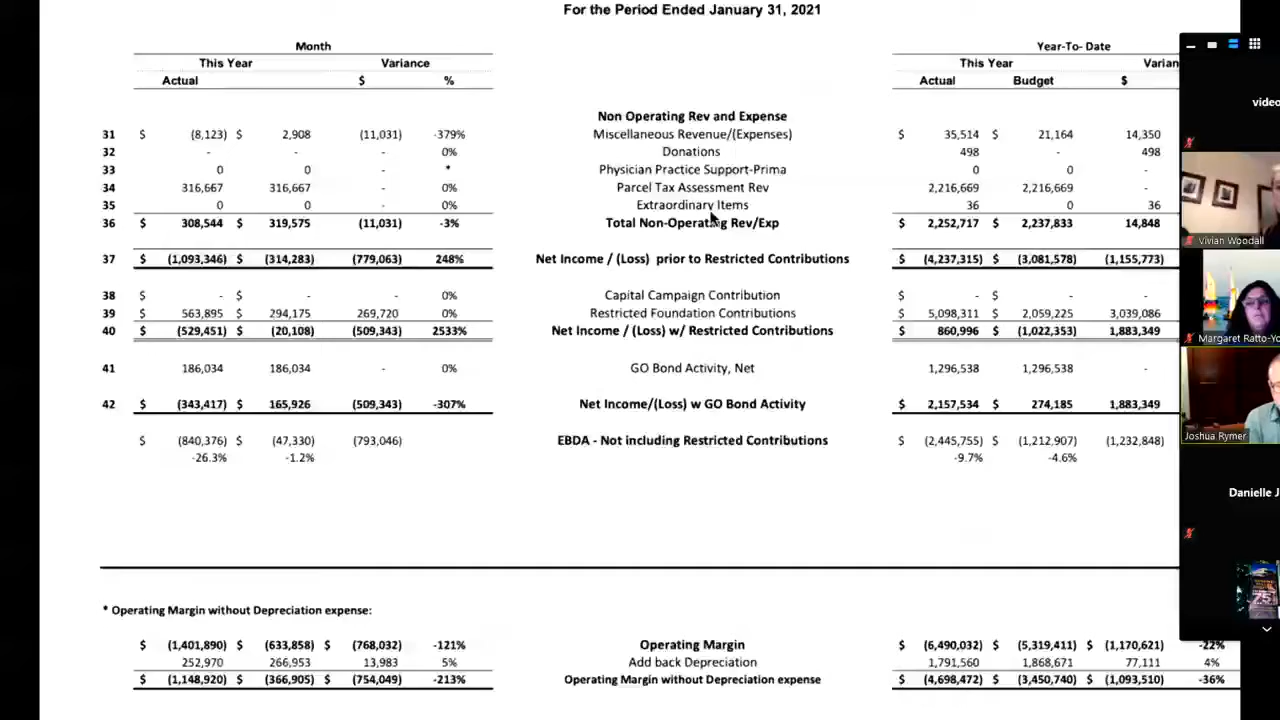 For the Period Ended January 31, 2021
Month Year-To- Date
This Year Variance This Year
Actual $ % Actual Budget $
Non Operating Rev and Expense
31 $ (8,123) $ 2,908 (11,031) -379% Miscellaneous Revenue/(Expenses) $ 35,514 $ 21,164 14,350
32 - - - 0% Donations 498 - 498
33 0 0 - * Physician Practice Support-Prima 0 0 -
34 316,667 316,667 - 0% Parcel Tax Assessment Rev 2,216,669 2,216,669 -
35 0 0 - 0% Extraordinary Items 36 0 36
36 $ 308,544 $ 319,575 (11,031) -3% Total Non-Operating Rev/Exp 2,252,717 2,237,833 14,848
37 $ (1,093,346) $ (314,283) (779,063) 248% Net Income / (Loss) prior to Restricted Contributions $ (4,237,315) $ (3,081,578) $ (1,155,773)
38 $ - $ - - 0% Capital Campaign Contribution $ - $ - -
39 $ 563,895 $ 294,175 269,720 0% Restricted Foundation Contributions $ 5,098,311 $ 2,059,225 3,039,086
40 $ (529,451) $ (20,108) (509,343) 2533% Net Income / (Loss) w/ Restricted Contributions $ 860,996 $ (1,022,353) 1,883,349
41 186,034 186,034 - 0% GO Bond Activity, Net 1,296,538 1,296,538 -
42 $ (343,417) $ 165,926 (509,343) -307% Net Income/(Loss) w GO Bond Activity $ 2,157,534 $ 274,185 1,883,349
$ (840,376) $ (47,330) (793,046) EBDA - Not including Restricted Contributions $ (2,445,755) $ (1,212,907) (1,232,848)
-26.3% -1.2% -9.7% -4.6%
* Operating Margin without Depreciation expense:
$ (1,401,890) $ (633,858) $ (768,032) -121% Operating Margin $ (6,490,032) $ (5,319,411) $ (1,170,621) -22%
252,970 266,953 13,983 5% Add back Depreciation 1,791,560 1,868,671 77,111 4%
$ (1,148,920) $ (366,905) $ (754,049) -213% Operating Margin without Depreciation expense $ (4,698,472) $ (3,450,740) $ (1,093,510) -36%
video
Vivian Woodall
Margaret Ratto-Yo
Joshua Rymer
Danielle J
75